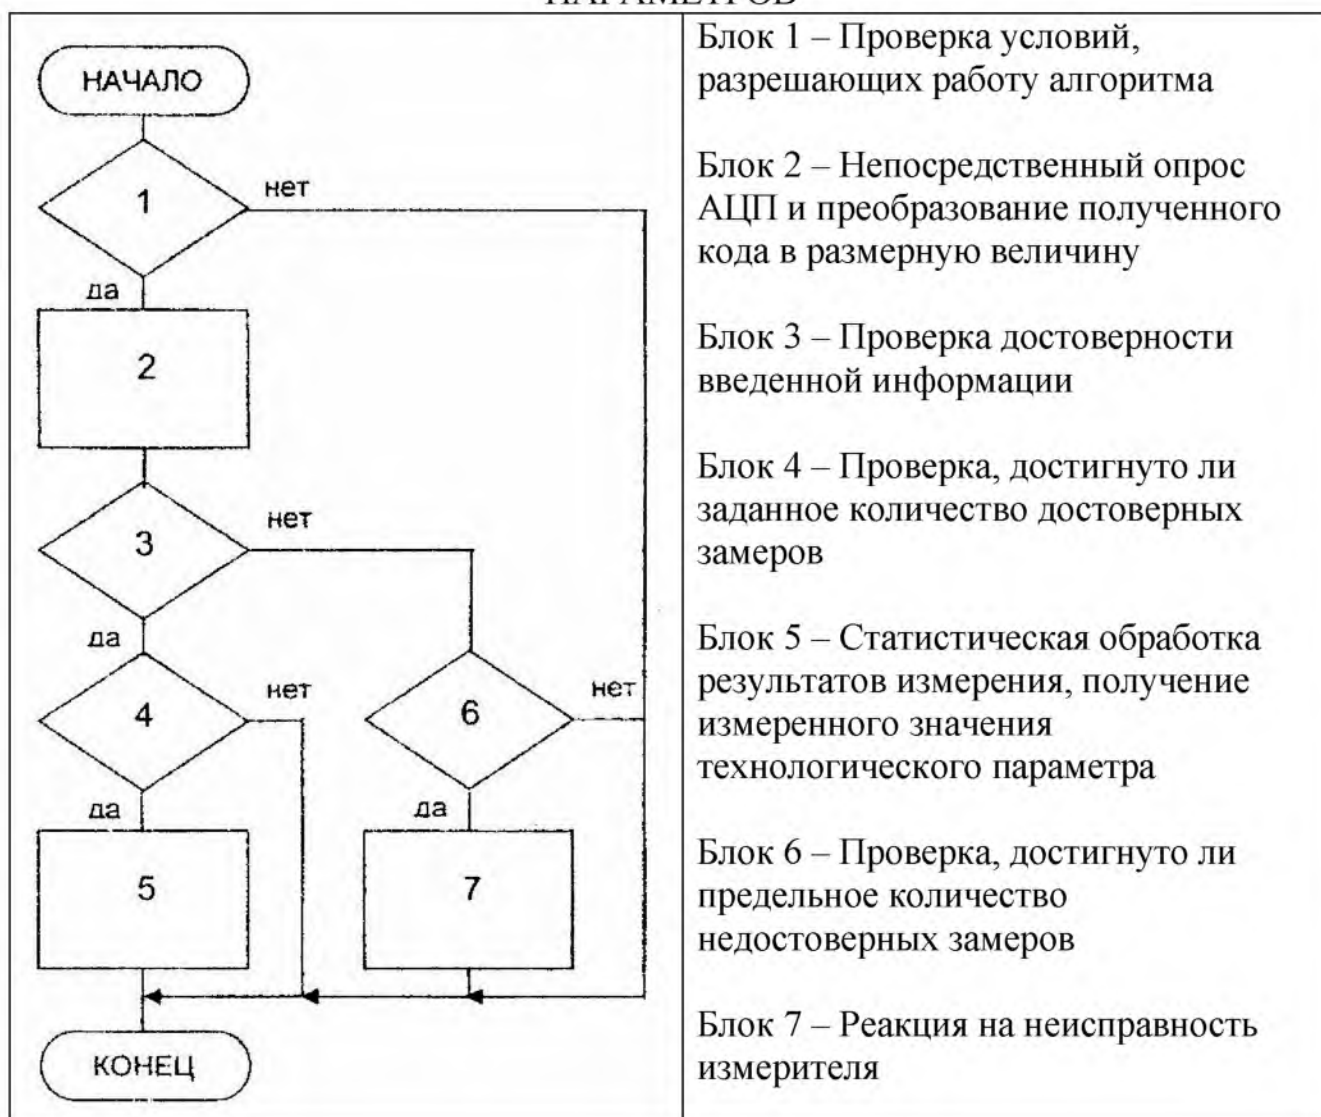 ПАРАМЕТРОВ
НАЧАЛО
1
нет
да
2
3
нет
да
4
нет
6
нет
да
да
5
7
КОНЕЦ
Блок 1 – Проверка условий,
разрешающих работу алгоритма
Блок 2 – Непосредственный опрос
АЦП и преобразование полученного
кода в размерную величину
Блок 3 – Проверка достоверности
введенной информации
Блок 4 – Проверка, достигнуто ли
заданное количество достоверных
замеров
Блок 5 – Статистическая обработка
результатов измерения, получение
измеренного значения
технологического параметра
Блок 6 – Проверка, достигнуто ли
предельное количество
недостоверных замеров
Блок 7 – Реакция на неисправность
измерителя